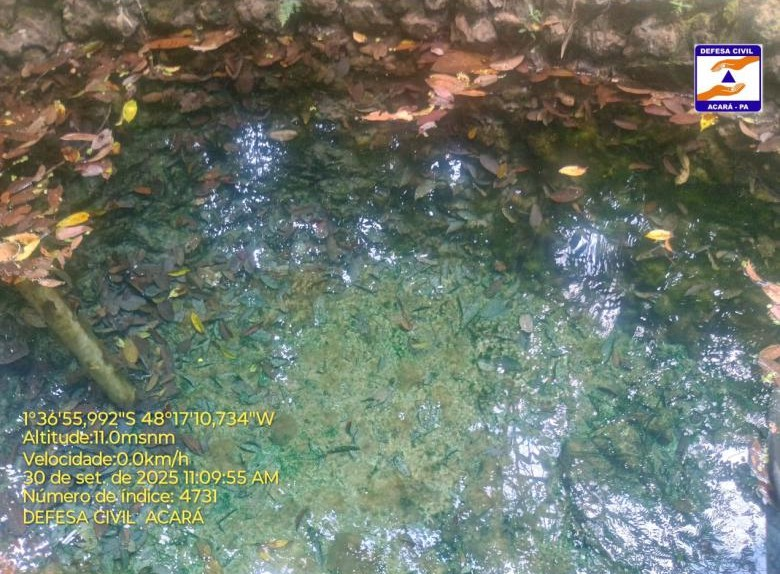 DEFESA CIVIL
ACARÁ - PA
1°36'55,992"S 48°17'10,734"W
Altitude:11.0msnm
Velocidade:0.0km/h
30 de set. de 2025 11:09:55 AM
Número de índice: 4731
DEFESA CIVIL ACARÁ